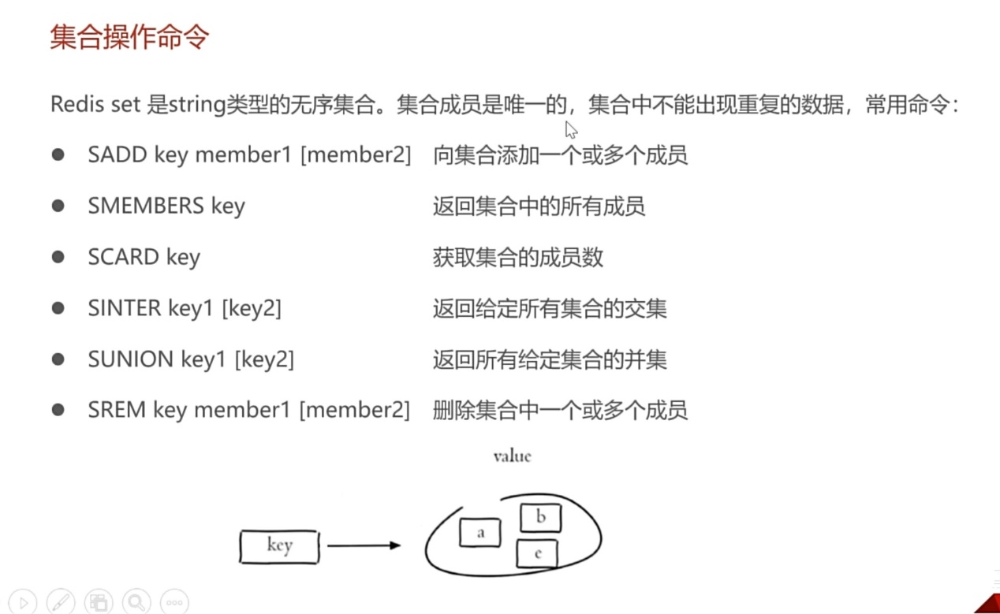 集合操作命令
Redis set 是string类型的无序集合。集合成员是唯一的，集合中不能出现重复的数据，常用命令：
● SADD key member1 [member2] 向集合添加一个或多个成员
● SMEMBERS key 返回集合中的所有成员
● SCARD key 获取集合的成员数
● SINTER key1 [key2] 返回给定所有集合的交集
● SUNION key1 [key2] 返回所有给定集合的并集
● SREM key member1 [member2] 删除集合中一个或多个成员
value
b
a
key
c